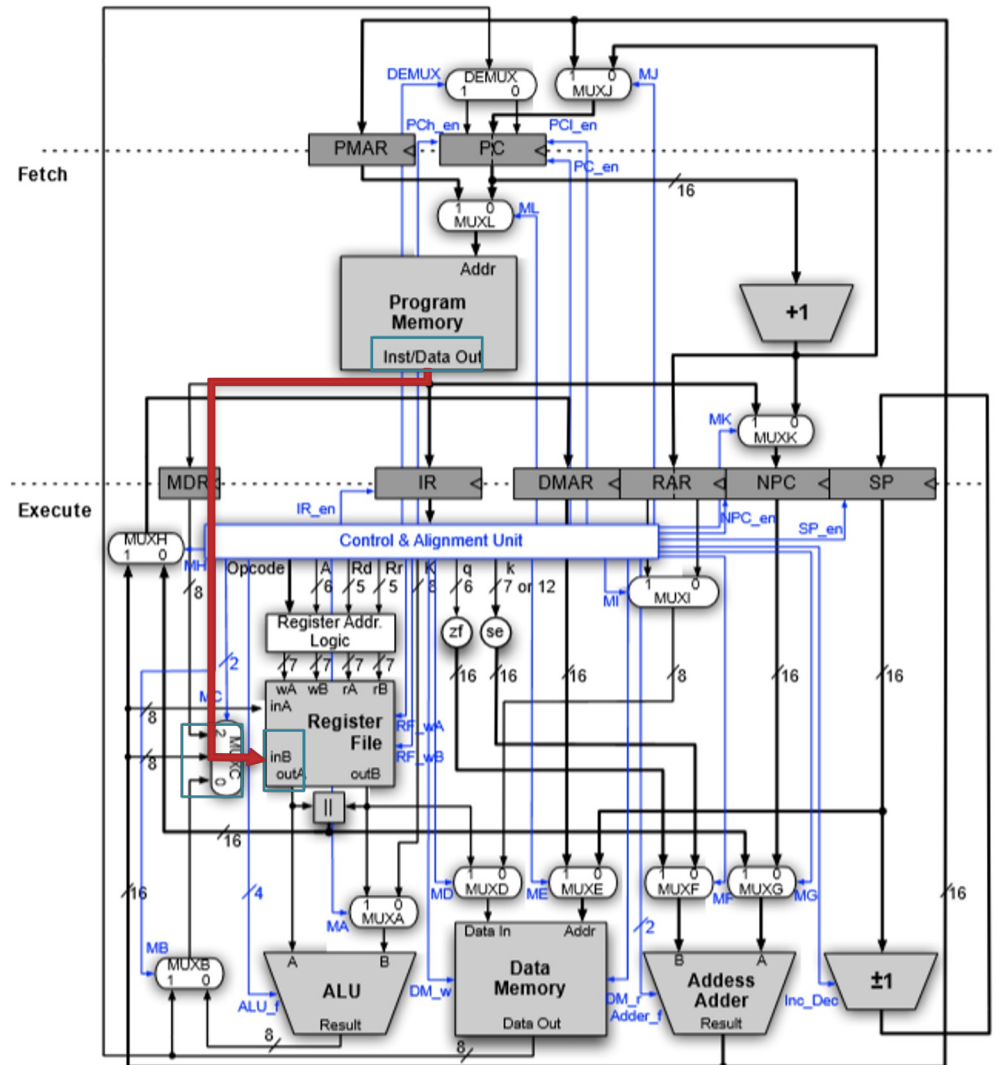 DEMUX
DEMUX
1 0
1 0
MUXJ
MJ
PCh_en
PCl_en
PMAR
PC
PC_en
Fetch
16
1 0
MUXL
ML
Addr
Program
Memory
Inst/Data Out
+1
MK
1 0
MUXK
MDR
IR
DMAR
RAR
NPC
SP
Execute
IR_en
NPC_en
SP_en
MUXH
1 0
MH
Control & Alignment Unit
Opcode
A
Rd
Rr
K
q
k
8
6
5
5
8
6
7 or 12
MI
1 0
MUXI
Register Addr.
Logic
zf
se
2
7
7
7
7
16
16
16
8
16
16
MC
wA wB rA rB
inA
Register
File
RF_wA
RF_wB
8
8
2
MUXC
0
inB
outA
outB
||
16
16
4
16
1 0
MUXD
MD
1 0
MUXE
ME
1 0
MUXF
MF
1 0
MUXG
MG
1 0
MUXA
MA
MB
MUXB
1 0
A B
ALU
Result
ALU_f
Data In
Addr
Data
Memory
Data Out
DM_w
DM_r
2
Adder_f
B A
Addess
Adder
Result
Inc_Dec
±1
8
8